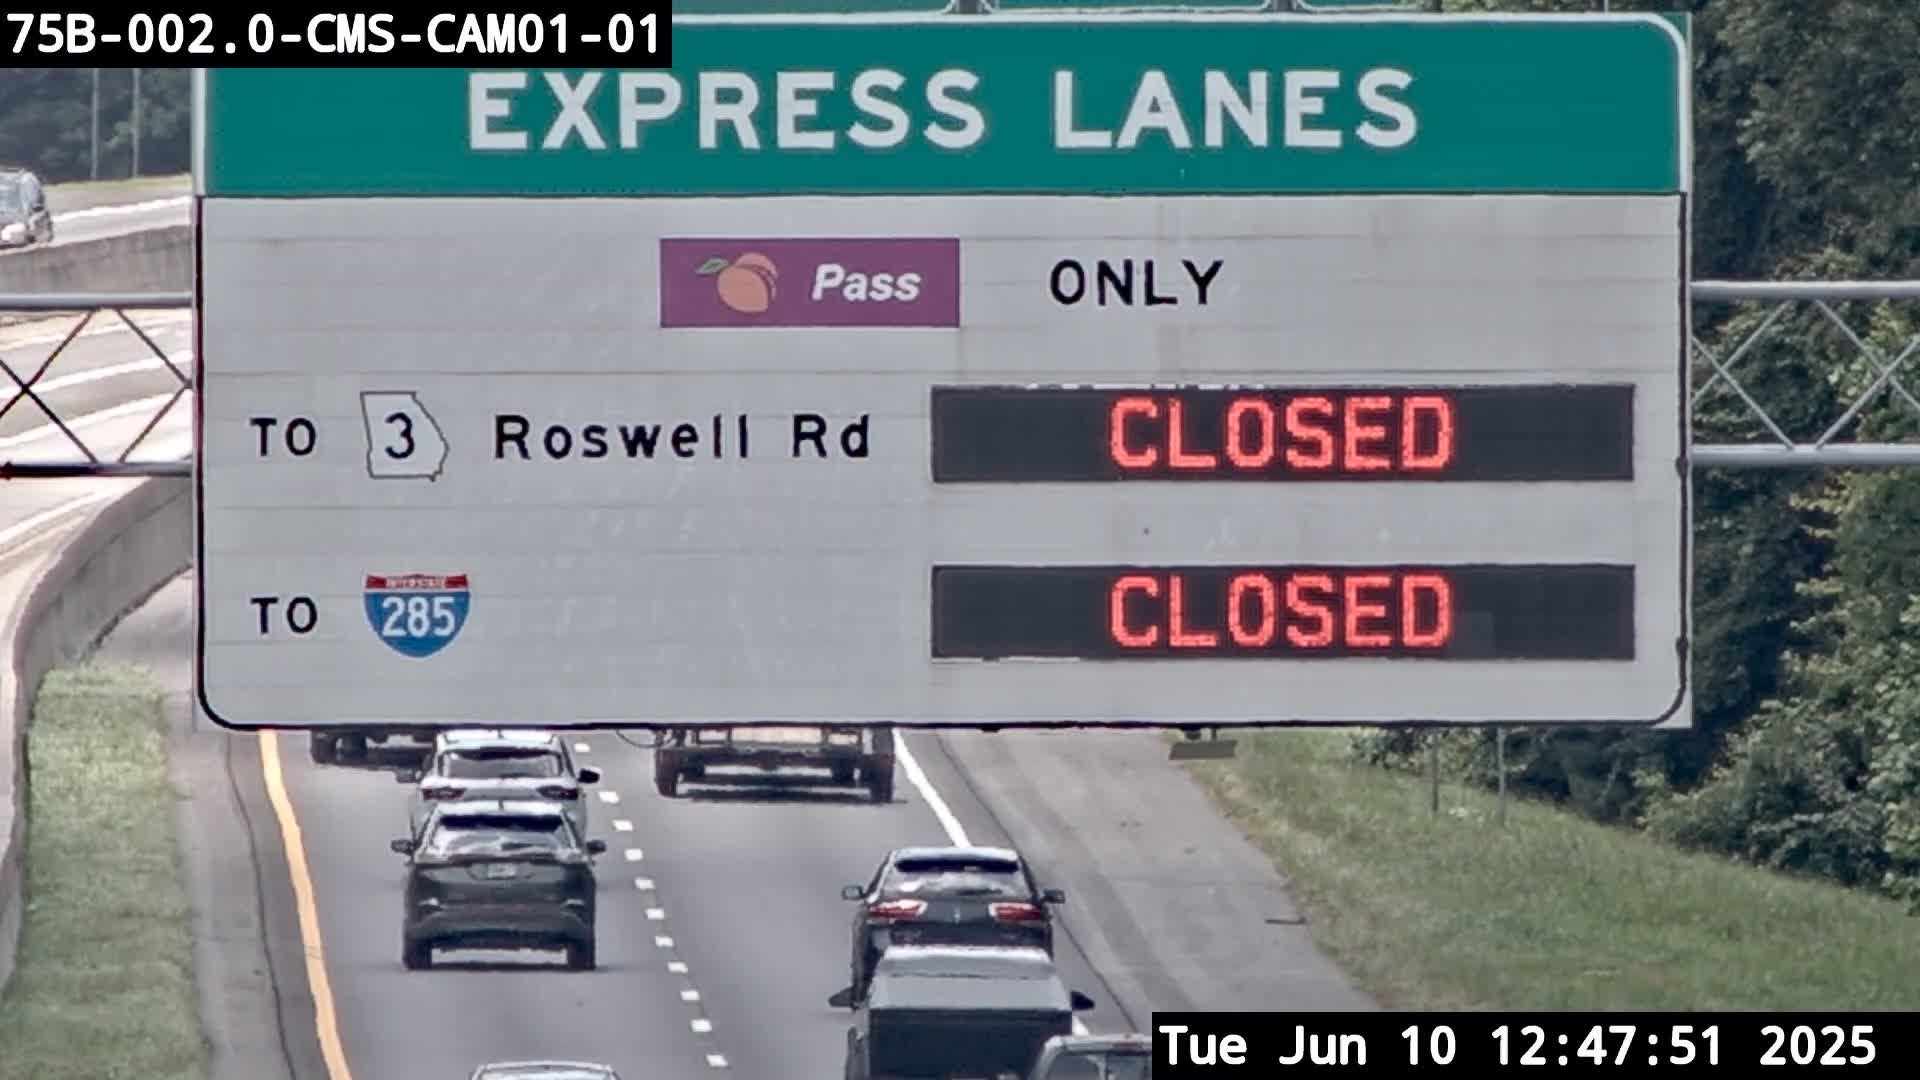 75B-002.0-CMS-CAM01-01
EXPRESS LANES
Pass ONLY
TO 3 Roswell Rd CLOSED
INTERSTATE
TO 285 CLOSED
Tue Jun 10 12:47:51 2025